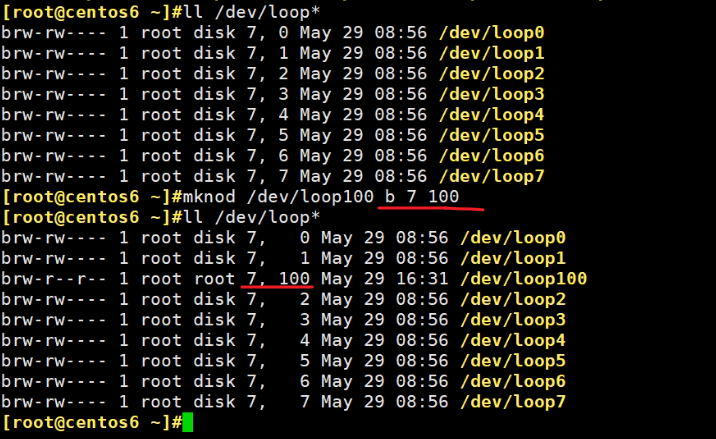 [root@centos6 ~]#ll /dev/loop*
brw-rw---- 1 root disk 7, 0 May 29 08:56 /dev/loop0
brw-rw---- 1 root disk 7, 1 May 29 08:56 /dev/loop1
brw-rw---- 1 root disk 7, 2 May 29 08:56 /dev/loop2
brw-rw---- 1 root disk 7, 3 May 29 08:56 /dev/loop3
brw-rw---- 1 root disk 7, 4 May 29 08:56 /dev/loop4
brw-rw---- 1 root disk 7, 5 May 29 08:56 /dev/loop5
brw-rw---- 1 root disk 7, 6 May 29 08:56 /dev/loop6
brw-rw---- 1 root disk 7, 7 May 29 08:56 /dev/loop7
[root@centos6 ~]#mknod /dev/loop100 b 7 100
[root@centos6 ~]#ll /dev/loop*
brw-rw---- 1 root disk 7,   0 May 29 08:56 /dev/loop0
brw-rw---- 1 root disk 7,   1 May 29 08:56 /dev/loop1
brw-r--r-- 1 root root 7, 100 May 29 16:31 /dev/loop100
brw-rw---- 1 root disk 7,   2 May 29 08:56 /dev/loop2
brw-rw---- 1 root disk 7,   3 May 29 08:56 /dev/loop3
brw-rw---- 1 root disk 7,   4 May 29 08:56 /dev/loop4
brw-rw---- 1 root disk 7,   5 May 29 08:56 /dev/loop5
brw-rw---- 1 root disk 7,   6 May 29 08:56 /dev/loop6
brw-rw---- 1 root disk 7,   7 May 29 08:56 /dev/loop7
[root@centos6 ~]#